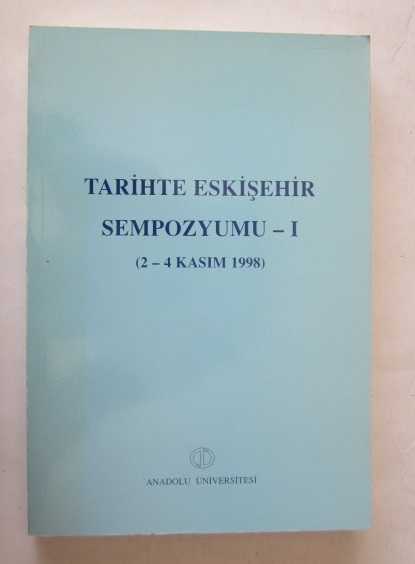 TARİHTE ESKİŞEHİR
SEMPOZYUMU – I
(2 – 4 KASIM 1998)
ANADOLU ÜNİVERSİTESİ